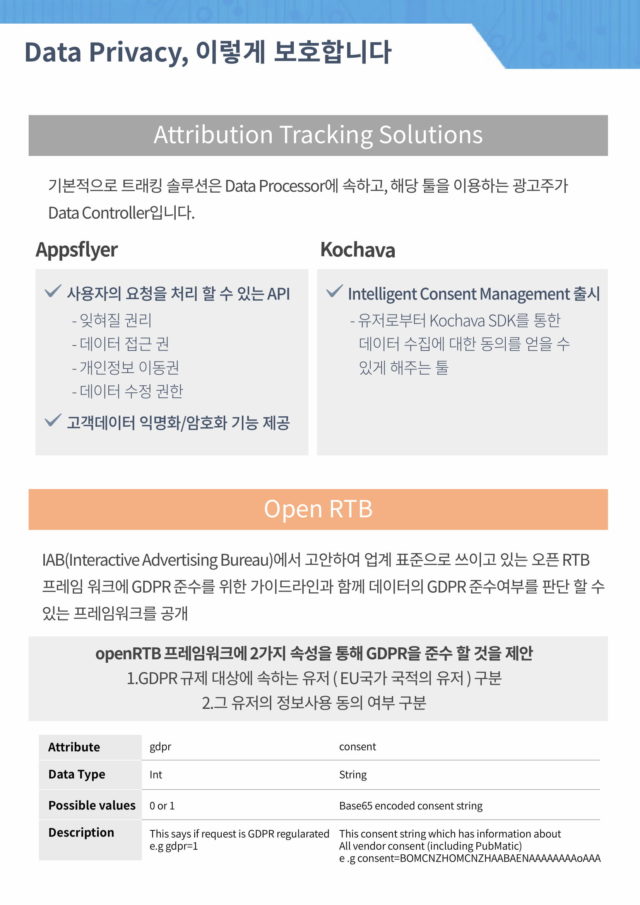 Data Privacy, 이렇게 보호합니다
Attribution Tracking Solutions
기본적으로 트래킹 솔루션은 Data Processor에 속하고, 해당 툴을 이용하는 광고주가
Data Controller입니다.
Appsflyer
사용자의 요청을 처리 할 수 있는 API
- 잊혀질 권리
- 데이터 접근 권
- 개인정보 이동권
- 데이터 수정 권한
고객데이터 익명화/암호화 기능 제공
Kochava
Intelligent Consent Management 출시
- 유저로부터 Kochava SDK를 통한
데이터 수집에 대한 동의를 얻을 수
있게 해주는 툴
Open RTB
IAB(Interactive Advertising Bureau)에서 고안하여 업계 표준으로 쓰이고 있는 오픈 RTB
프레임 워크에 GDPR 준수를 위한 가이드라인과 함께 데이터의 GDPR 준수여부를 판단 할 수
있는 프레임워크를 공개
openRTB 프레임워크에 2가지 속성을 통해 GDPR을 준수 할 것을 제안
1.GDPR 규제 대상에 속하는 유저 ( EU국가 국적의 유저 ) 구분
2.그 유저의 정보사용 동의 여부 구분
Attribute gdpr consent
Data Type Int String
Possible values 0 or 1 Base65 encoded consent string
Description This says if request is GDPR regularated This consent string which has information about
e.g gdpr=1 All vendor consent (including PubMatic)
e .g consent=BOMCNZHOMCNZHAABAENAAAAAAAAoAAA